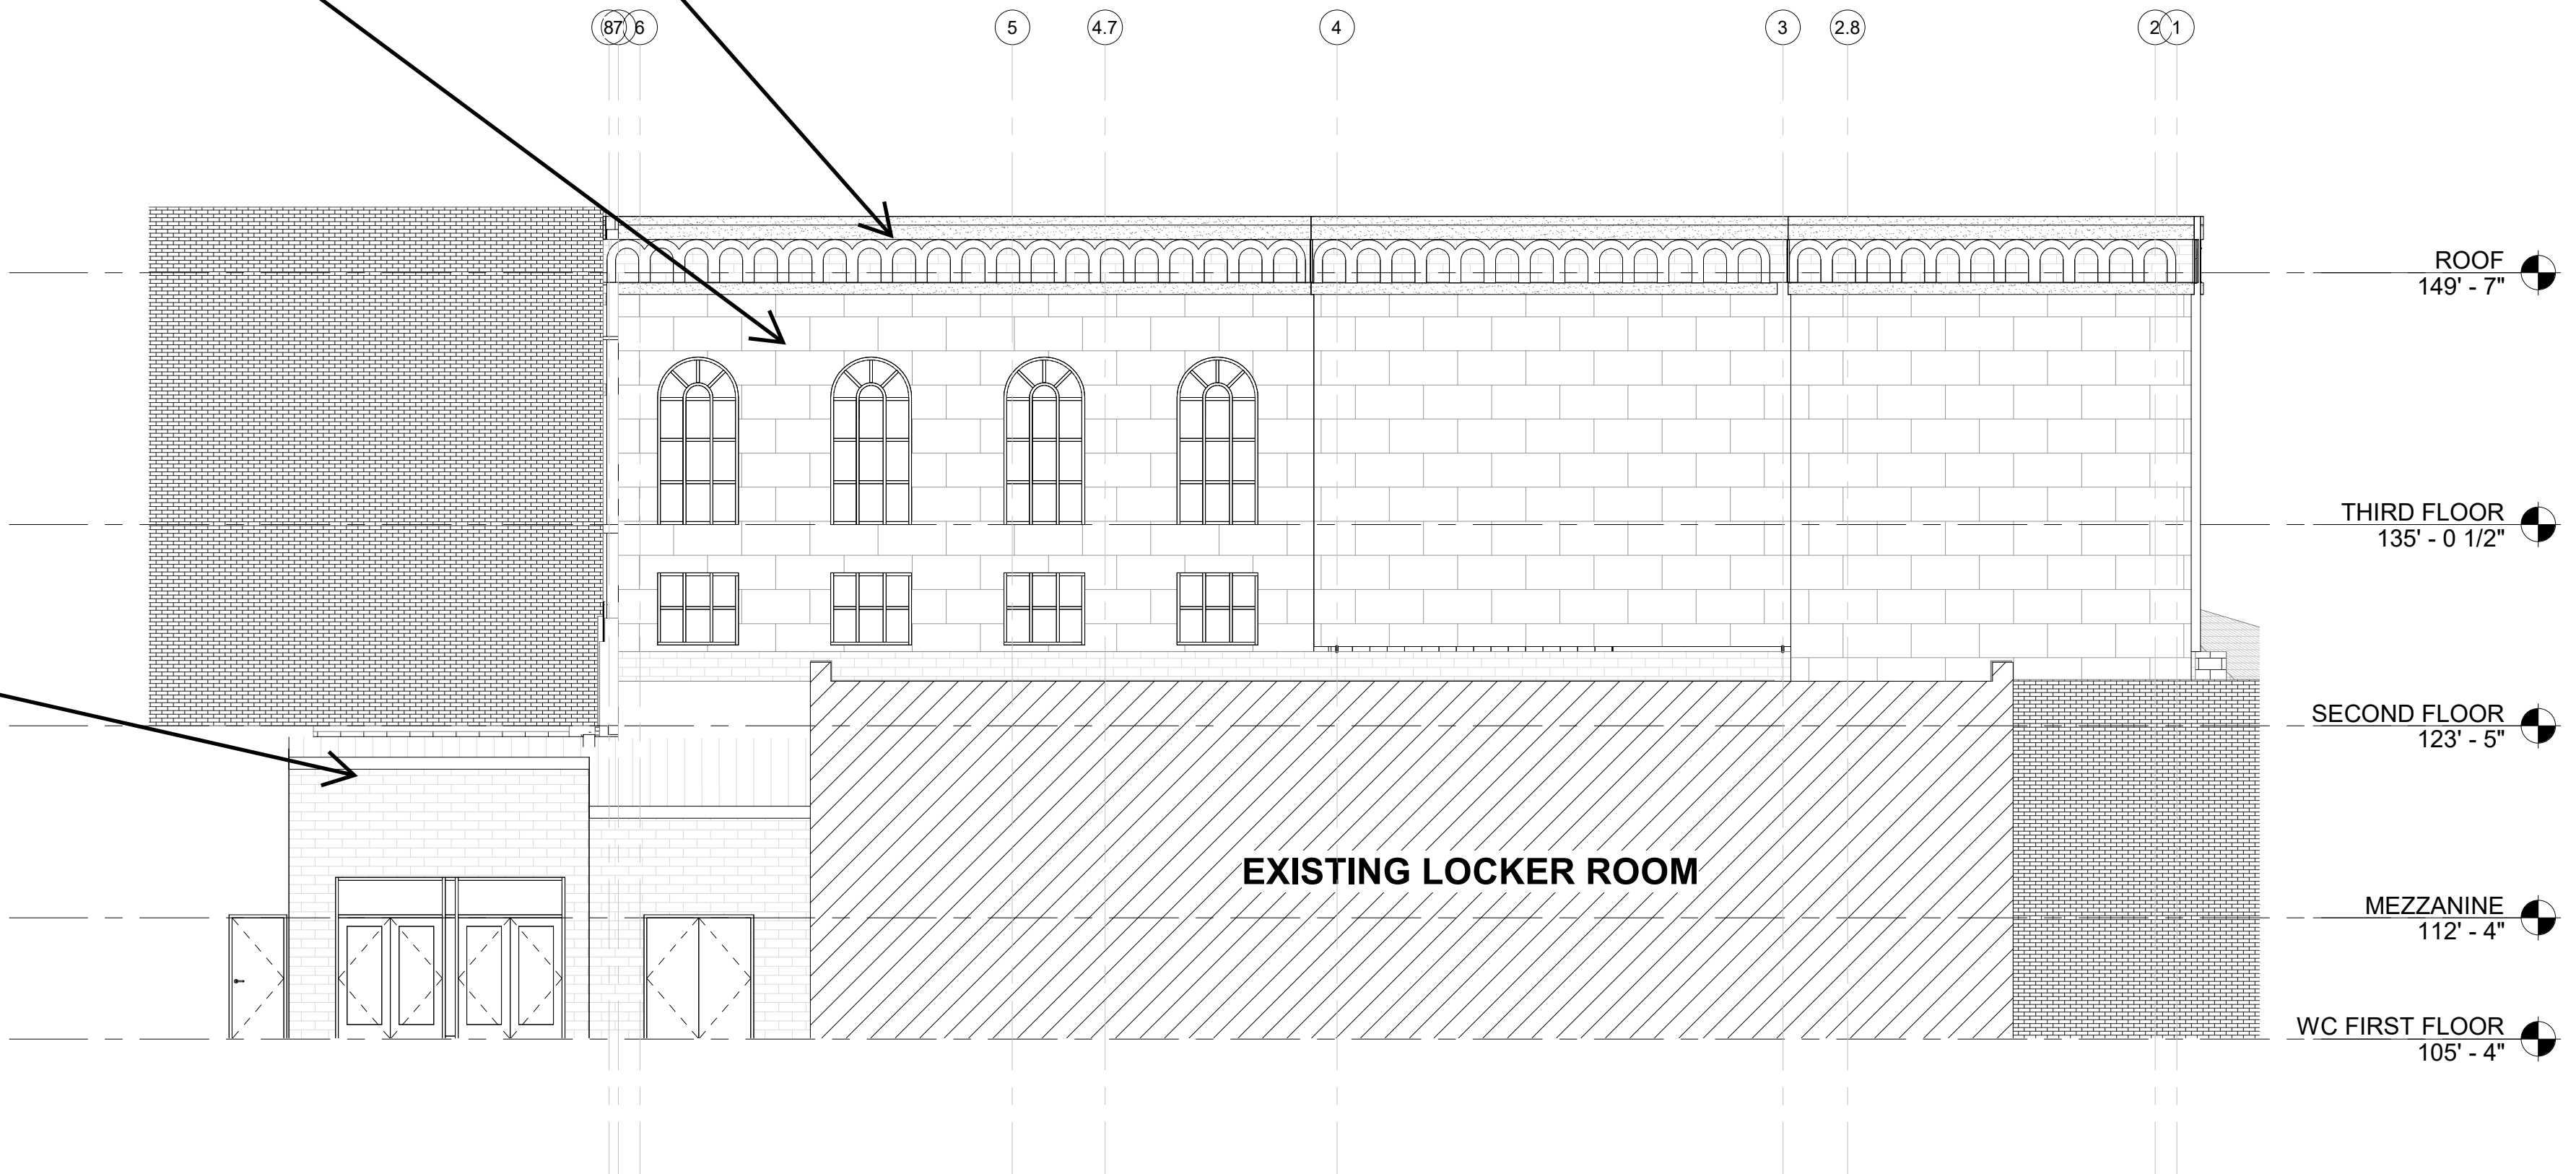 8
7
6
5
4.7
4
3
2.8
2
1
ROOF
149' - 7"
THIRD FLOOR
135' - 0 1/2"
SECOND FLOOR
123' - 5"
EXISTING LOCKER ROOM
MEZZANINE
112' - 4"
WC FIRST FLOOR
105' - 4"